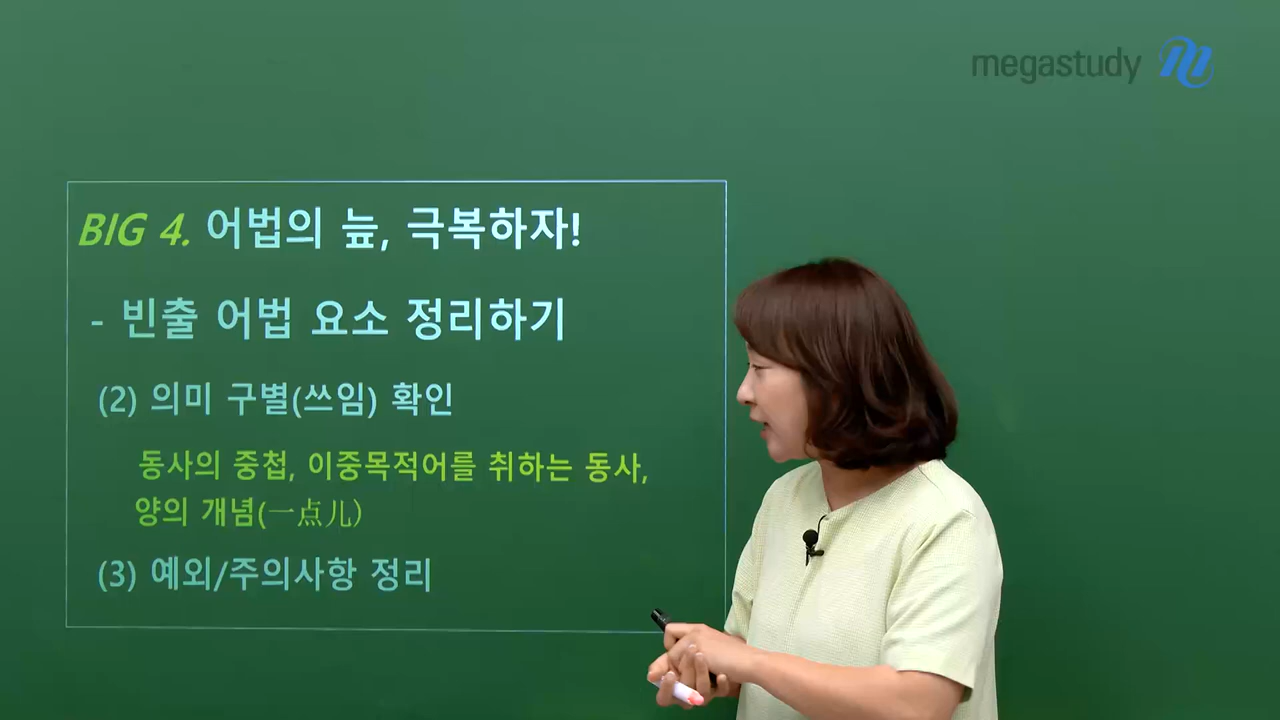 megastudy
BIG 4. 어법의 늪, 극복하자!
- 빈출 어법 요소 정리하기
(2) 의미 구별(쓰임) 확인
동사의 중첩, 이중목적어를 취하는 동사,
양의 개념(一点儿)
(3) 예외/주의사항 정리